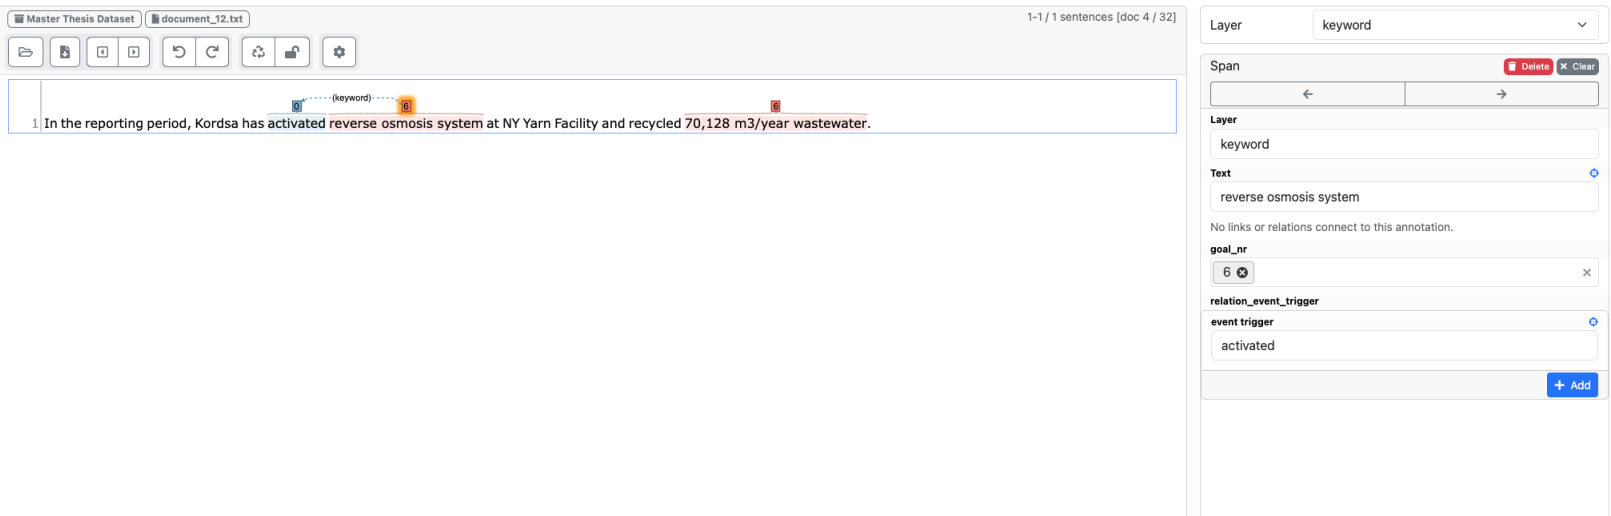 Master Thesis Dataset document_12.txt 1-1 / 1 sentences [doc 4 / 32]
0 (keyword) 6 6
1 In the reporting period, Kordsa has activated reverse osmosis system at NY Yarn Facility and recycled 70,128 m3/year wastewater.
Layer keyword
Span Delete Clear
Layer
keyword
Text
reverse osmosis system
No links or relations connect to this annotation.
goal_nr
6
relation_event_trigger
event trigger
activated
+ Add